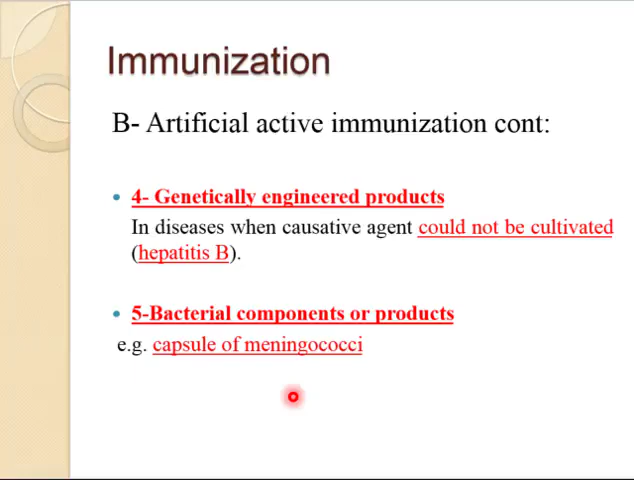 Immunization
B- Artificial active immunization cont:
• 4- Genetically engineered products
In diseases when causative agent could not be cultivated
(hepatitis B).
• 5-Bacterial components or products
e.g. capsule of meningococci